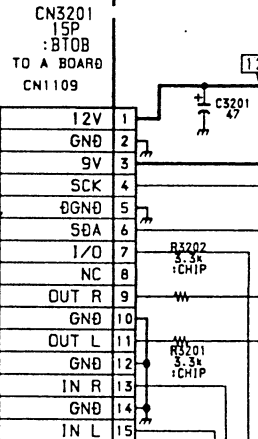 CN3201
15P
:BTOB
TO A BOARD
CN1109
12V 1
GND 2
9V 3
SCK 4
DGND 5
SDA 6
I/O 7
NC 8
OUT R 9
GND 10
OUT L 11
GND 12
IN R 13
GND 14
IN L 15
+
C3201
47
R3202
3.3k
:CHIP
R3201
3.3k
:CHIP